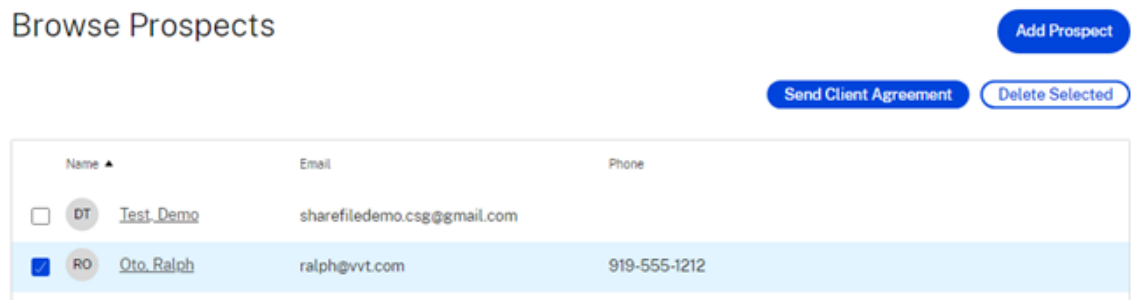 Browse Prospects
Add Prospect
Send Client Agreement Delete Selected
Name ▲ Email Phone
DT Test, Demo sharefiledemo.csg@gmail.com
RO Oto, Ralph ralph@vvt.com 919-555-1212